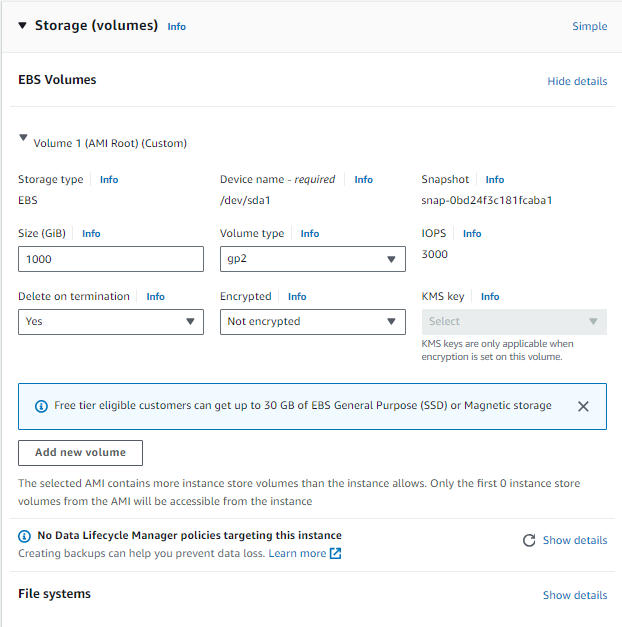 Storage (volumes) Info Simple
EBS Volumes Hide details
Volume 1 (AMI Root) (Custom)
Storage type Info Device name - required Info Snapshot Info
EBS /dev/sda1 snap-0bd24f3c181fcaba1
Size (GiB) Info Volume type Info IOPS Info
1000 gp2 3000
Delete on termination Info Encrypted Info KMS key Info
Yes Not encrypted Select
KMS keys are only applicable when
encryption is set on this volume.
Free tier eligible customers can get up to 30 GB of EBS General Purpose (SSD) or Magnetic storage
Add new volume
The selected AMI contains more instance store volumes than the instance allows. Only the first 0 instance store
volumes from the AMI will be accessible from the instance
No Data Lifecycle Manager policies targeting this instance
Show details
Creating backups can help you prevent data loss. Learn more
File systems Show details